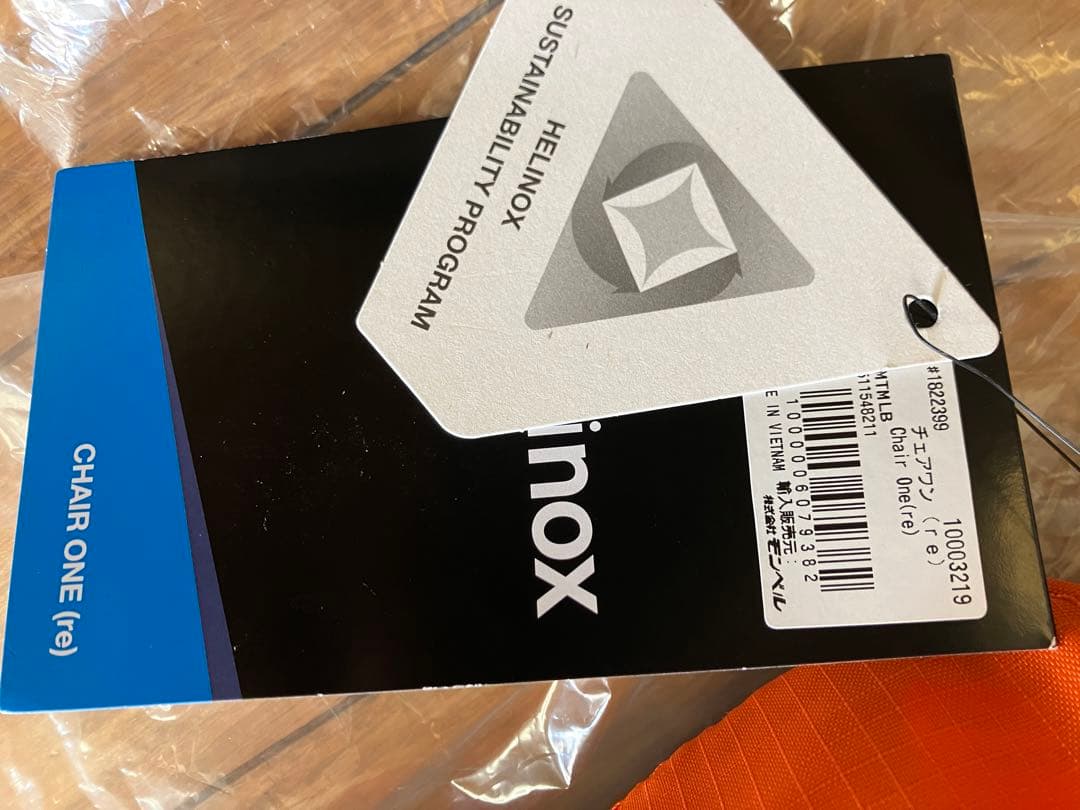 HELINOX
SUSTAINABILITY PROGRAM
inox
CHAIR ONE (re)
#1822399 10003219
チェアワン(re)
Chair One(re)
MTMLB
511548211
1000006079382
E IN VIETNAM 輸入販売元:
株式会社モンベル